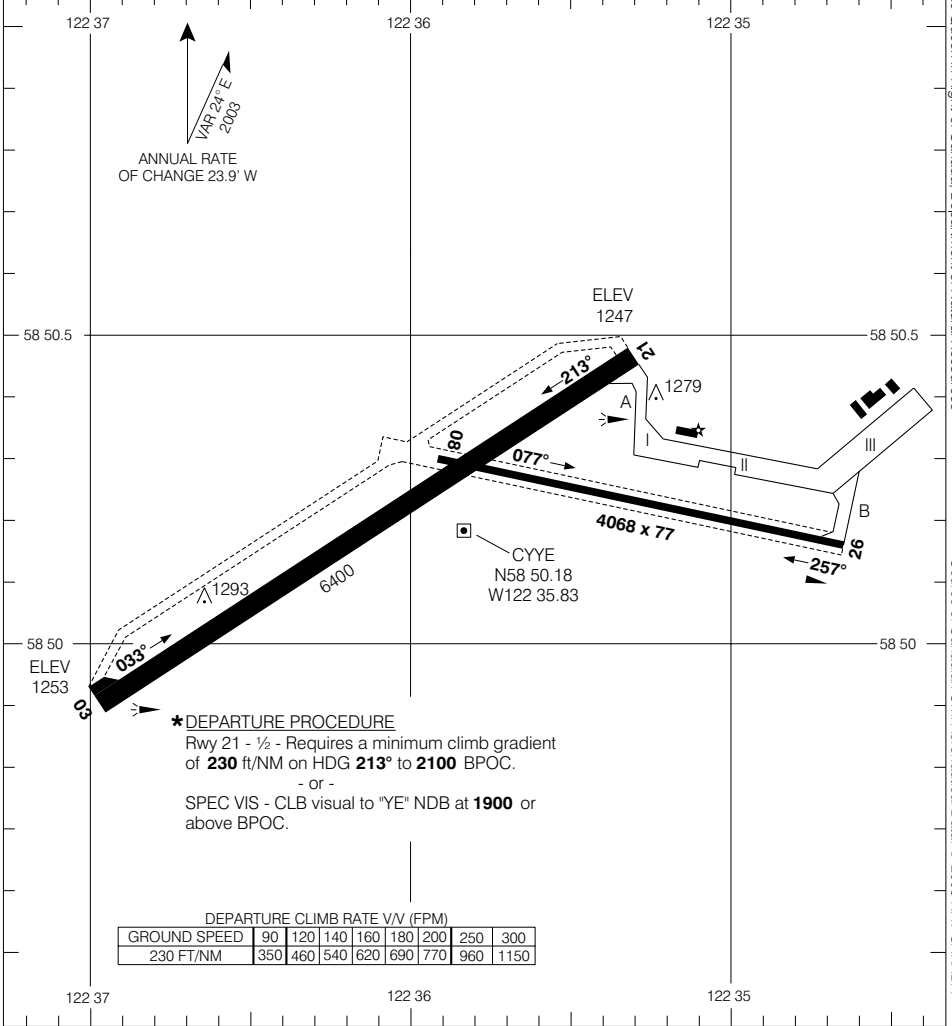 122 37
122 36
122 35
VAR 24° E
2003
ANNUAL RATE
OF CHANGE 23.9' W
ELEV
1247
58 50.5
58 50.5
21
213°
1279
A
08
I
077°
II
III
B
4068 x 77
26
257°
CYYE
N58 50.18
W122 35.83
6400
1293
58 50
58 50
033°
ELEV
1253
03
*DEPARTURE PROCEDURE
Rwy 21 - ½ - Requires a minimum climb gradient
of 230 ft/NM on HDG 213° to 2100 BPOC.
- or -
SPEC VIS - CLB visual to "YE" NDB at 1900 or
above BPOC.
DEPARTURE CLIMB RATE V/V (FPM)
GROUND SPEED 90 120 140 160 180 200 250 300
230 FT/NM 350 460 540 620 690 770 960 1150
122 37
122 36
122 35